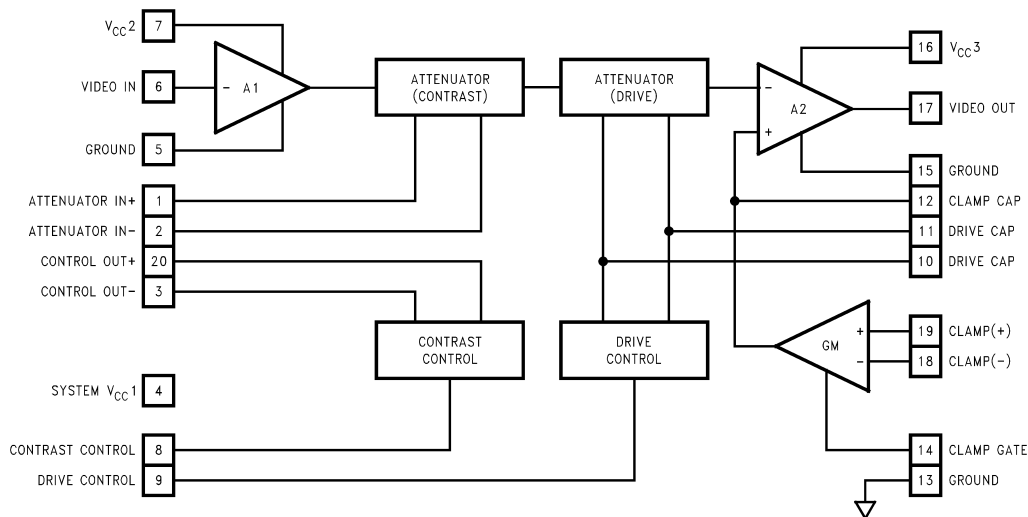 V_CC2 7
VIDEO IN 6
GROUND 5
- A1
ATTENUATOR
(CONTRAST)
ATTENUATOR
(DRIVE)
-
A2
+
16 V_CC3
17 VIDEO OUT
15 GROUND
12 CLAMP CAP
11 DRIVE CAP
10 DRIVE CAP
ATTENUATOR IN+ 1
ATTENUATOR IN- 2
CONTROL OUT+ 20
CONTROL OUT- 3
CONTRAST
CONTROL
DRIVE
CONTROL
GM
+
-
19 CLAMP(+)
18 CLAMP(-)
SYSTEM V_CC1 4
CONTRAST CONTROL 8
DRIVE CONTROL 9
14 CLAMP GATE
13 GROUND